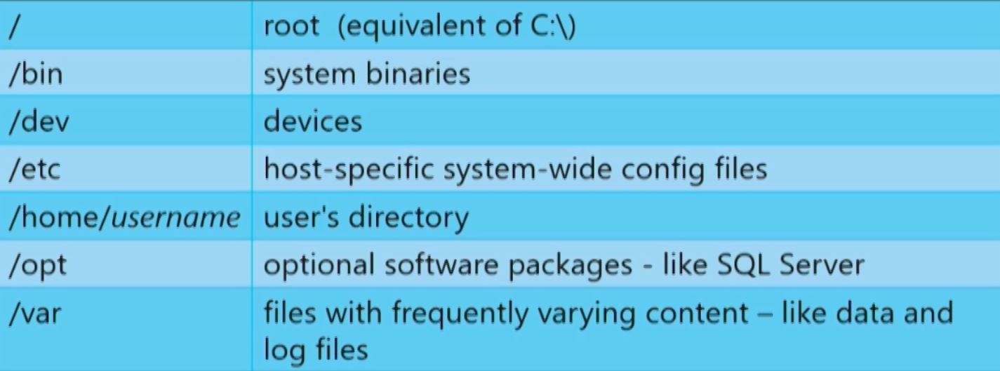 / root (equivalent of C:\)
/bin system binaries
/dev devices
/etc host-specific system-wide config files
/home/username user's directory
/opt optional software packages - like SQL Server
/var files with frequently varying content – like data and
log files